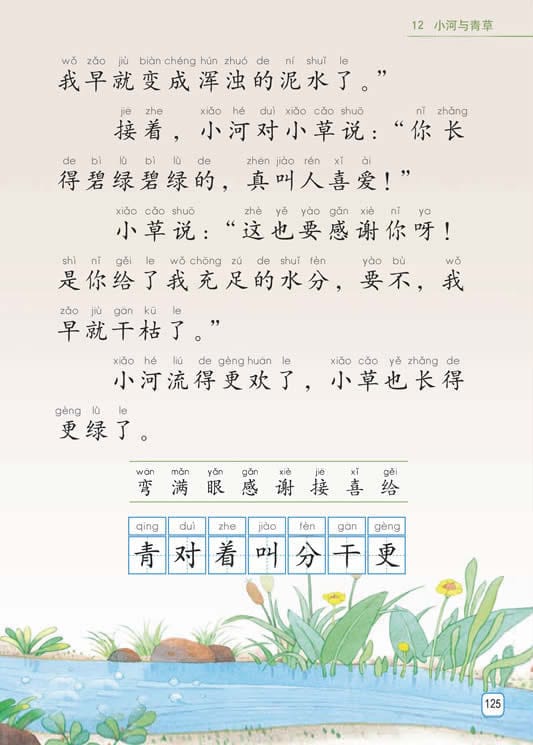 12 小河与青草
wǒ zǎo jiù biàn chéng hún zhuó de ní shuǐ le
我早就变成浑浊的泥水了。”
jiē zhe xiǎo hé duì xiǎo cǎo shuō nǐ zhǎng
接着，小河对小草说：“你长
de bì lǜ bì lǜ de zhēn jiào rén xǐ ài
得碧绿碧绿的，真叫人喜爱！”
xiǎo cǎo shuō zhè yě yào gǎn xiè nǐ ya
小草说：“这也要感谢你呀！
shì nǐ gěi le wǒ chōng zú de shuǐ fèn yào bù wǒ
是你给了我充足的水分，要不，我
zǎo jiù gān kū le
早就干枯了。”
xiǎo hé liú de gèng huān le xiǎo cǎo yě zhǎng de
小河流得更欢了，小草也长得
gèng lǜ le
更绿了。
wān mǎn yǎn gǎn xiè jiē xǐ gěi
弯 满 眼 感 谢 接 喜 给
qīng duì zhe jiào fēn gān gèng
青 对 着 叫 分 干 更
125